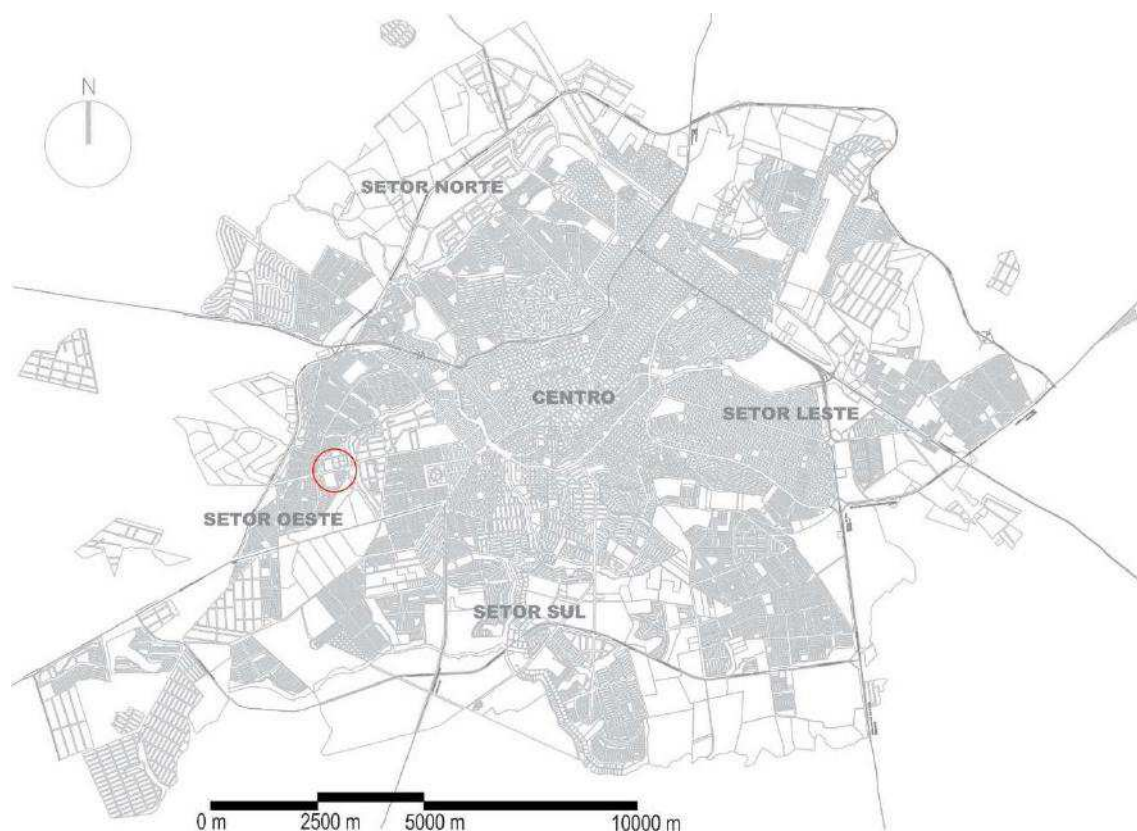 N
SETOR NORTE
CENTRO
SETOR LESTE
SETOR OESTE
SETOR SUL
0 m 2500 m 5000 m 10000 m